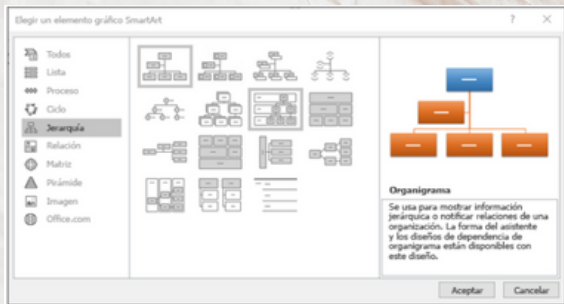 Elegir un elemento gráfico SmartArt
?
Todos
Lista
Proceso
Ciclo
Jerarquía
Relación
Matriz
Pirámide
Imagen
Office.com
Organigrama
Se usa para mostrar información
jerárquica o notificar relaciones de una
organización. La forma del asistente
y los diseños de dependencia de
organigrama están disponibles con
este diseño.
Aceptar
Cancelar